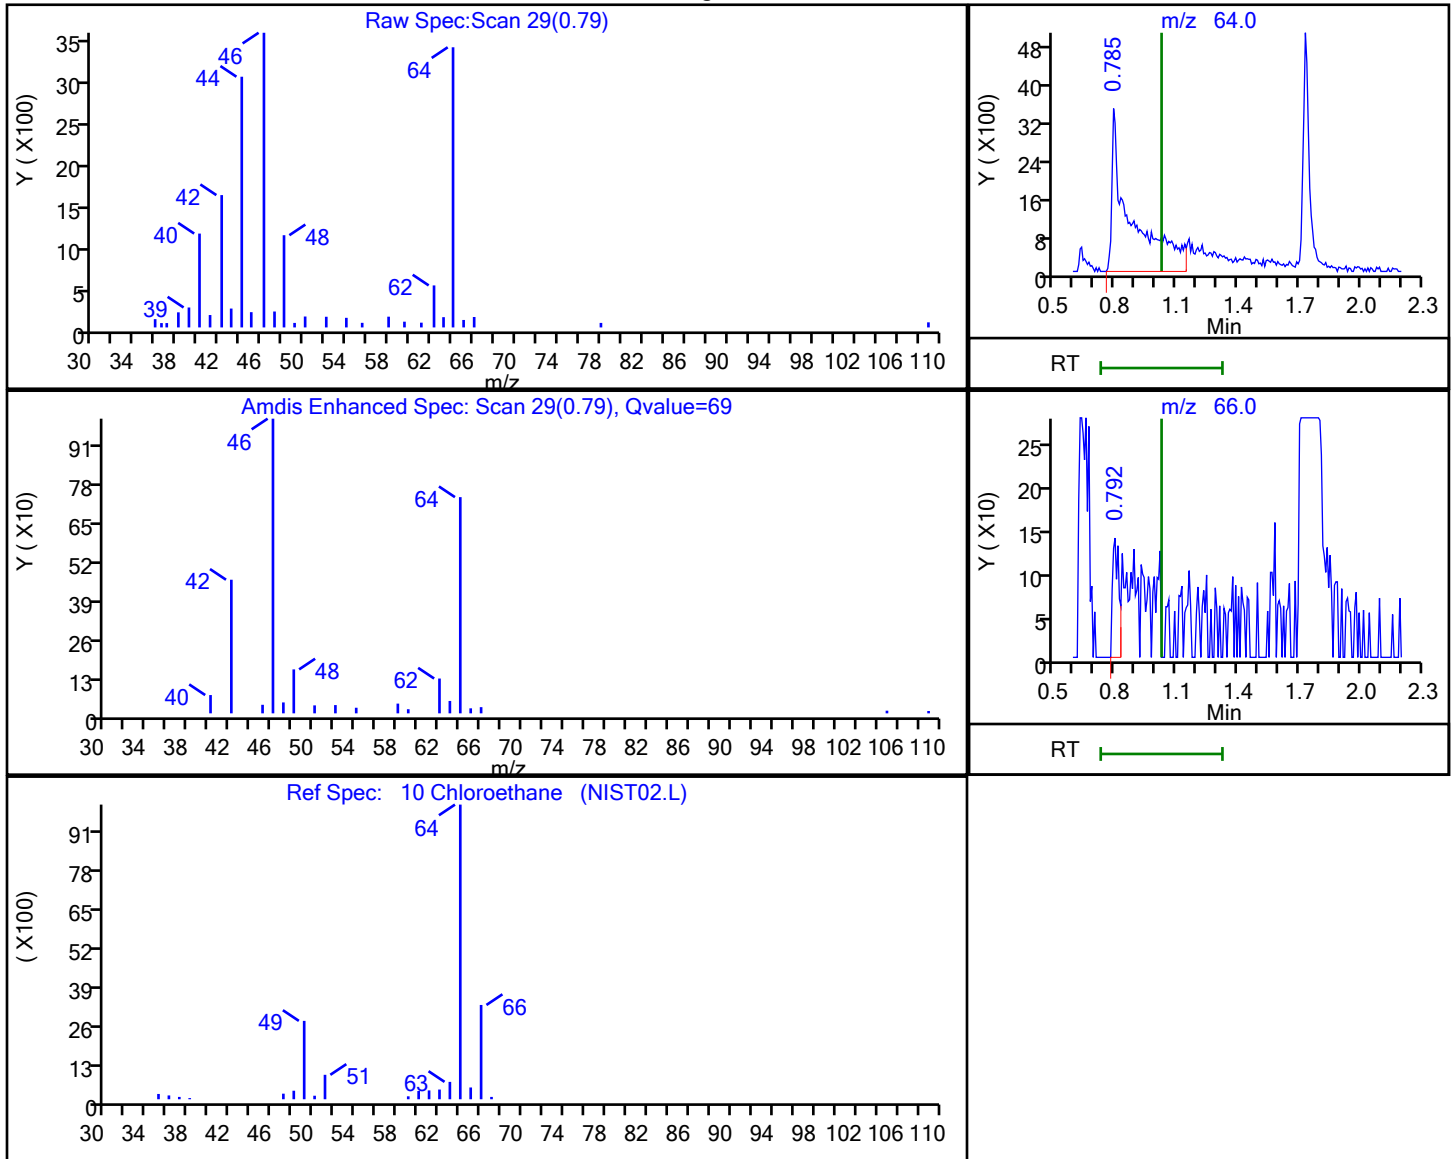 Raw Spec:Scan 29(0.79)
Y ( X100)
35
30
25
20
15
10
5
0
46
44
64
42
40
48
39
62
30 34 38 42 46 50 54 58 62 66 70 74 78 82 86 90 94 98 102 106 110
m/z
m/z 64.0
Y ( X100)
48
40
32
24
16
8
0
0.785
0.5 0.8 1.1 1.4 1.7 2.0 2.3
Min
RT
Amdis Enhanced Spec: Scan 29(0.79), Qvalue=69
Y ( X10)
91
78
65
52
39
26
13
0
46
64
42
48
40
62
30 34 38 42 46 50 54 58 62 66 70 74 78 82 86 90 94 98 102 106 110
m/z
m/z 66.0
Y ( X10)
25
20
15
10
5
0
0.792
0.5 0.8 1.1 1.4 1.7 2.0 2.3
Min
RT
Ref Spec: 10 Chloroethane (NIST02.L)
( X100)
91
78
65
52
39
26
13
0
64
66
49
51
63
30 34 38 42 46 50 54 58 62 66 70 74 78 82 86 90 94 98 102 106 110